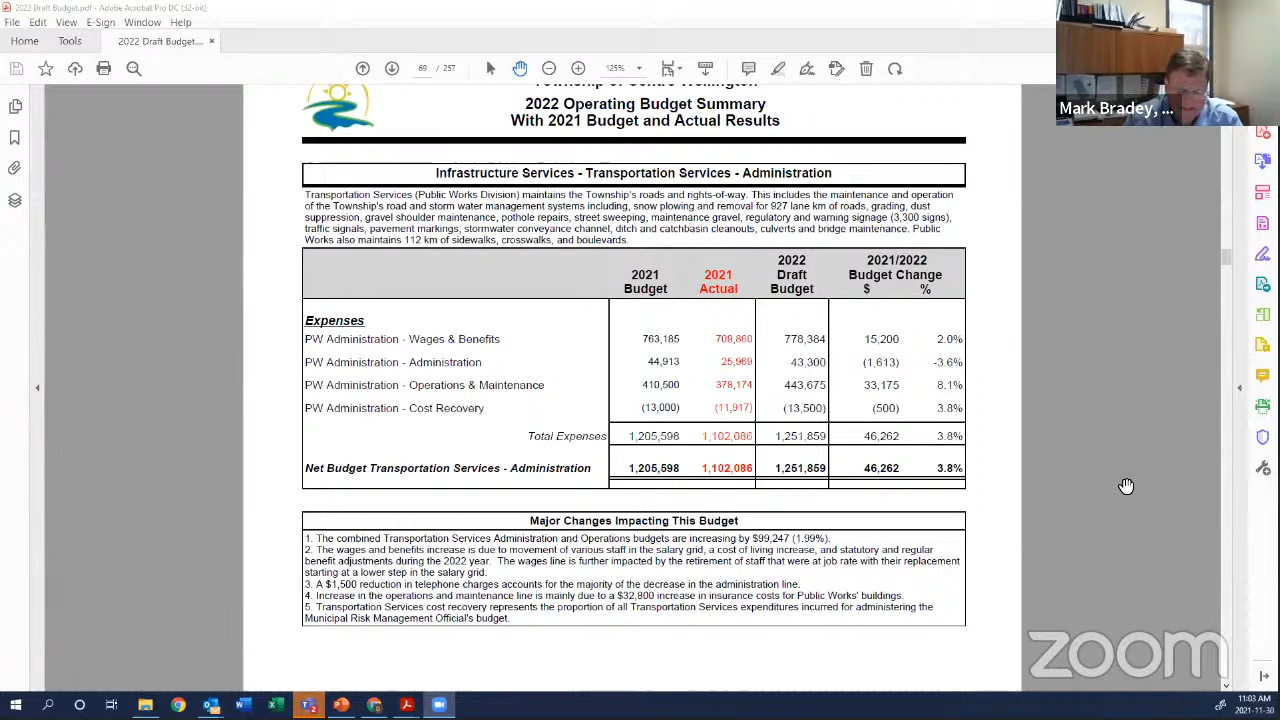 2022 Draft Budget.pdf - Adobe Acrobat Pro DC (32-bit)
File Edit View E-Sign Window Help
Home Tools 2022 Draft Budget... ×
69 / 257 125%
Mark Bradey, ...
Township of Centre Wellington
2022 Operating Budget Summary
With 2021 Budget and Actual Results
Infrastructure Services - Transportation Services - Administration
Transportation Services (Public Works Division) maintains the Township's roads and rights-of-way. This includes the maintenance and operation
of the Township's road and storm water management systems including, snow plowing and removal for 927 lane km of roads, grading, dust
suppression, gravel shoulder maintenance, pothole repairs, street sweeping, maintenance gravel, regulatory and warning signage (3,300 signs),
traffic signals, pavement markings, stormwater conveyance channel, ditch and catchbasin cleanouts, culverts and bridge maintenance. Public
Works also maintains 112 km of sidewalks, crosswalks, and boulevards.
2022 2021/2022
2021 2021 Draft Budget Change
Budget Actual Budget $ %
Expenses
PW Administration - Wages & Benefits 763,185 709,860 778,384 15,200 2.0%
PW Administration - Administration 44,913 25,969 43,300 (1,613) -3.6%
PW Administration - Operations & Maintenance 410,500 378,174 443,675 33,175 8.1%
PW Administration - Cost Recovery (13,000) (11,917) (13,500) (500) 3.8%
Total Expenses 1,205,598 1,102,086 1,251,859 46,262 3.8%
Net Budget Transportation Services - Administration 1,205,598 1,102,086 1,251,859 46,262 3.8%
Major Changes Impacting This Budget
1. The combined Transportation Services Administration and Operations budgets are increasing by $99,247 (1.99%).
2. The wages and benefits increase is due to movement of various staff in the salary grid, a cost of living increase, and statutory and regular
benefit adjustments during the 2022 year. The wages line is further impacted by the retirement of staff that were at job rate with their replacement
starting at a lower step in the salary grid.
3. A $1,500 reduction in telephone charges accounts for the majority of the decrease in the administration line.
4. Increase in the operations and maintenance line is mainly due to a $32,800 increase in insurance costs for Public Works' buildings.
5. Transportation Services cost recovery represents the proportion of all Transportation Services expenditures incurred for administering the
Municipal Risk Management Official's budget.
zoom
11:03 AM
2021-11-30